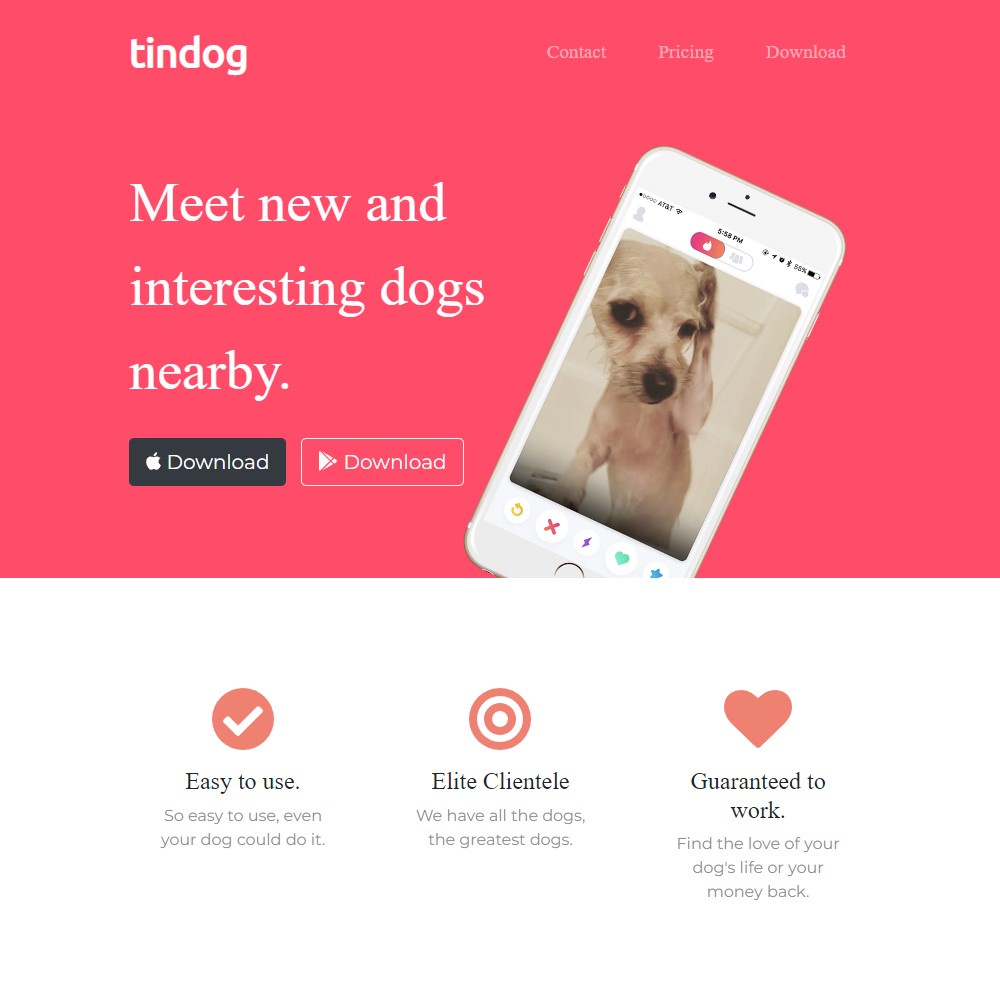 tindog
Contact Pricing Download
Meet new and
interesting dogs
nearby.
Download Download
AT&T 5:58 PM 55%
Easy to use.
So easy to use, even
your dog could do it.
Elite Clientele
We have all the dogs,
the greatest dogs.
Guaranteed to
work.
Find the love of your
dog's life or your
money back.